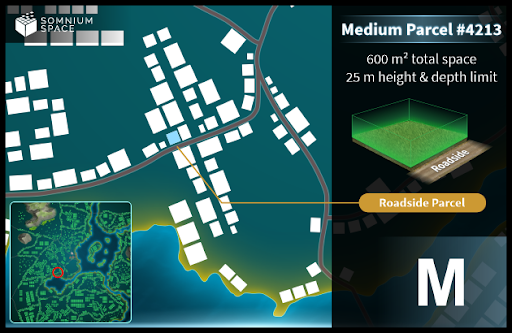 SOMNIUM
SPACE
Medium Parcel #4213
600 m² total space
25 m height & depth limit
Roadside
Roadside Parcel
M